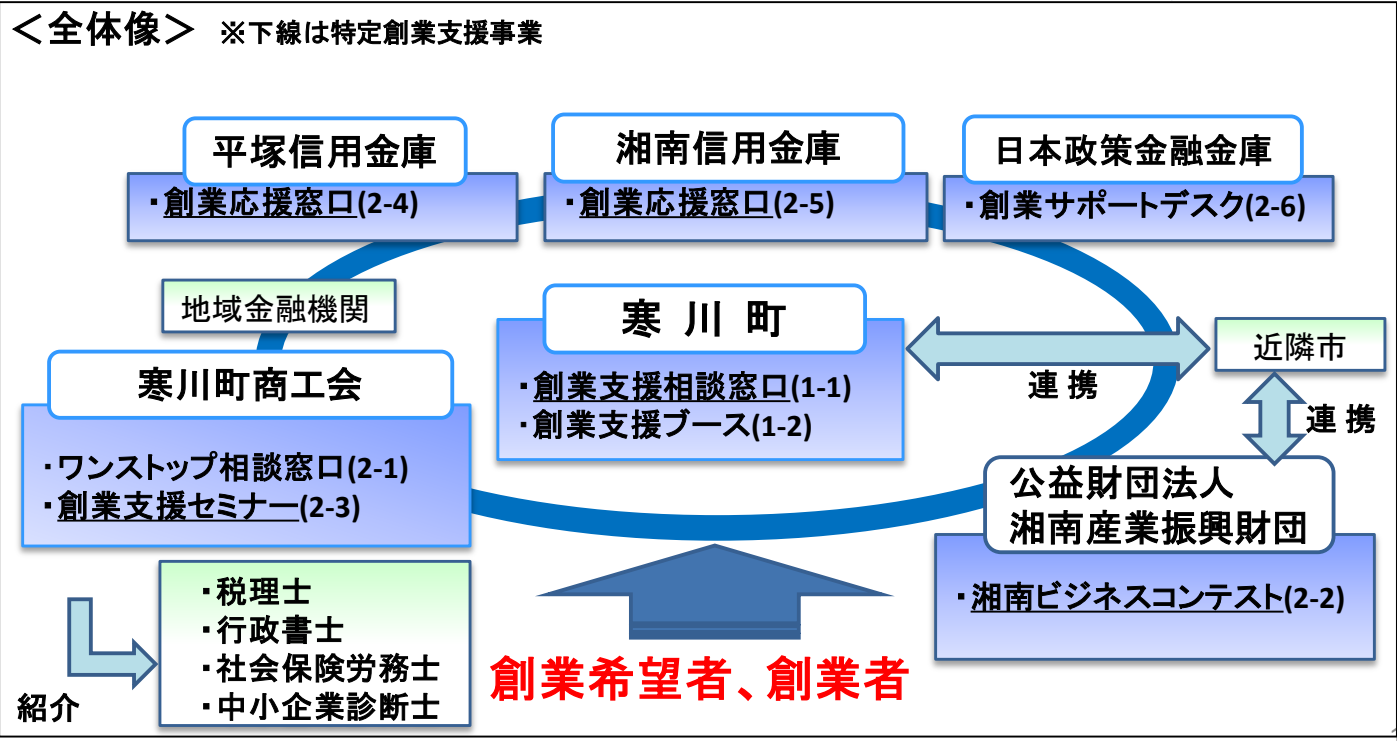 ＜全体像＞ ※下線は特定創業支援事業
平塚信用金庫
・創業応援窓口(2-4)
湘南信用金庫
・創業応援窓口(2-5)
日本政策金融金庫
・創業サポートデスク(2-6)
地域金融機関
寒川町
・創業支援相談窓口(1-1)
・創業支援ブース(1-2)
連携
近隣市
連携
寒川町商工会
・ワンストップ相談窓口(2-1)
・創業支援セミナー(2-3)
公益財団法人
湘南産業振興財団
・湘南ビジネスコンテスト(2-2)
紹介
・税理士
・行政書士
・社会保険労務士
・中小企業診断士
創業希望者、創業者